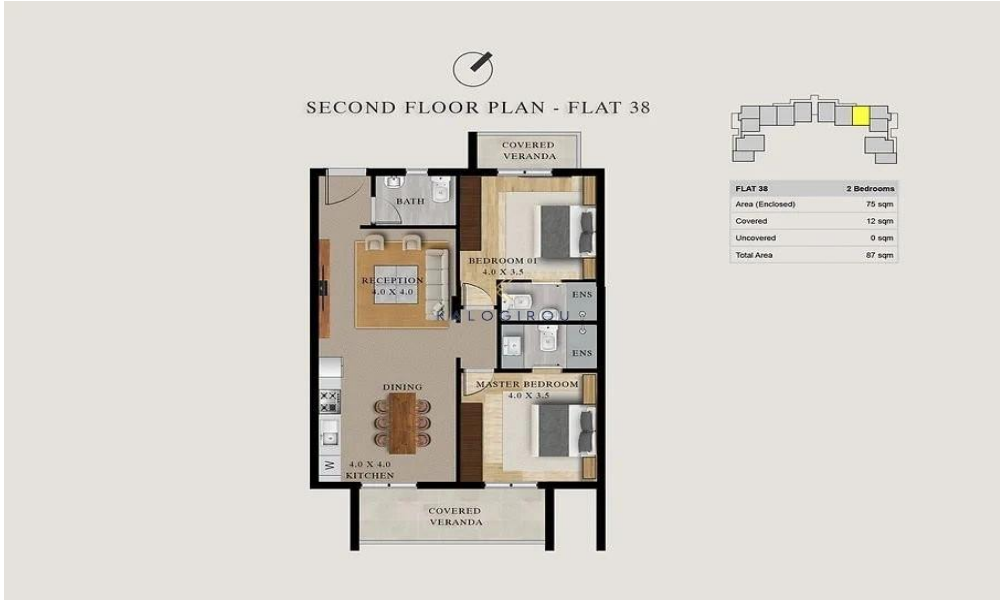 SECOND FLOOR PLAN - FLAT 38
COVERED
VERANDA
BATH
BEDROOM 01
4.0 X 3.5
RECEPTION
4.0 X 4.0
ENS
KALOGIROU
ENS
DINING
MASTER BEDROOM
4.0 X 3.5
W
4.0 X 4.0
KITCHEN
COVERED
VERANDA
FLAT 38 2 Bedrooms
Area (Enclosed) 75 sqm
Covered 12 sqm
Uncovered 0 sqm
Total Area 87 sqm